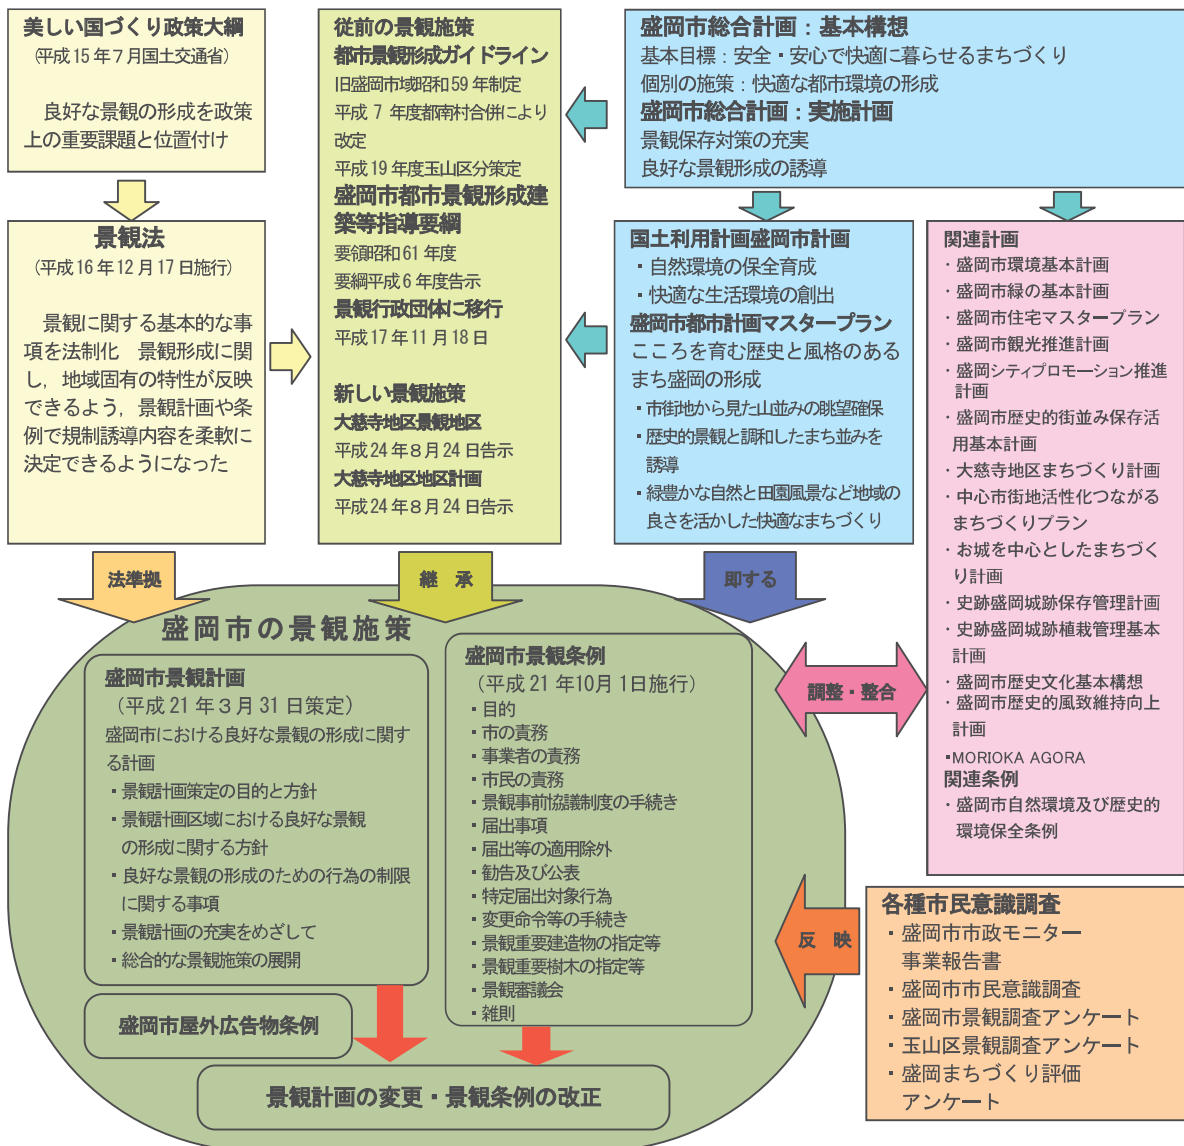 美しい国づくり政策大綱
(平成15年7月国土交通省)
良好な景観の形成を政策
上の重要課題と位置付け
景観法
(平成16年12月17日施行)
景観に関する基本的な事
項を法制化 景観形成に関
し，地域固有の特性が反映
できるよう，景観計画や条
例で規制誘導内容を柔軟に
決定できるようになった
従前の景観施策
都市景観形成ガイドライン
旧盛岡市域昭和59年制定
平成 7 年度都南村合併により
改定
平成19年度玉山区分策定
盛岡市都市景観形成建
築等指導要綱
要領昭和61年度
要綱平成6年度告示
景観行政団体に移行
平成17年11月18日
新しい景観施策
大慈寺地区景観地区
平成24年8月24日告示
大慈寺地区地区計画
平成24年8月24日告示
盛岡市総合計画：基本構想
基本目標：安全・安心で快適に暮らせるまちづくり
個別の施策：快適な都市環境の形成
盛岡市総合計画：実施計画
景観保存対策の充実
良好な景観形成の誘導
国土利用計画盛岡市計画
・自然環境の保全育成
・快適な生活環境の創出
盛岡市都市計画マスタープラン
こころを育む歴史と風格のある
まち盛岡の形成
・市街地から見た山並みの眺望確保
・歴史的景観と調和したまち並みを
誘導
・緑豊かな自然と田園風景など地域の
良さを活かした快適なまちづくり
関連計画
・盛岡市環境基本計画
・盛岡市緑の基本計画
・盛岡市住宅マスタープラン
・盛岡市観光推進計画
・盛岡シティプロモーション推進
計画
・盛岡市歴史的街並み保存活
用基本計画
・大慈寺地区まちづくり計画
・中心市街地活性化つながる
まちづくりプラン
・お城を中心としたまちづく
り計画
・史跡盛岡城跡保存管理計画
・史跡盛岡城跡植栽管理基本
計画
・盛岡市歴史文化基本構想
・盛岡市歴史的風致維持向上
計画
・MORIOKA AGORA
関連条例
・盛岡市自然環境及び歴史的
環境保全条例
法準拠
継 承
即する
調整・整合
盛岡市の景観施策
盛岡市景観計画
（平成21年3月31日策定）
盛岡市における良好な景観の形成に関す
る計画
・景観計画策定の目的と方針
・景観計画区域における良好な景観
の形成に関する方針
・良好な景観の形成のための行為の制限
に関する事項
・景観計画の充実をめざして
・総合的な景観施策の展開
盛岡市景観条例
（平成21年10月1日施行）
・目的
・市の責務
・事業者の責務
・市民の責務
・景観事前協議制度の手続き
・届出事項
・届出等の適用除外
・勧告及び公表
・特定届出対象行為
・変更命令等の手続き
・景観重要建造物の指定等
・景観重要樹木の指定等
・景観審議会
・雑則
盛岡市屋外広告物条例
景観計画の変更・景観条例の改正
反 映
各種市民意識調査
・盛岡市市政モニター
事業報告書
・盛岡市市民意識調査
・盛岡市景観調査アンケート
・玉山区景観調査アンケート
・盛岡まちづくり評価
アンケート